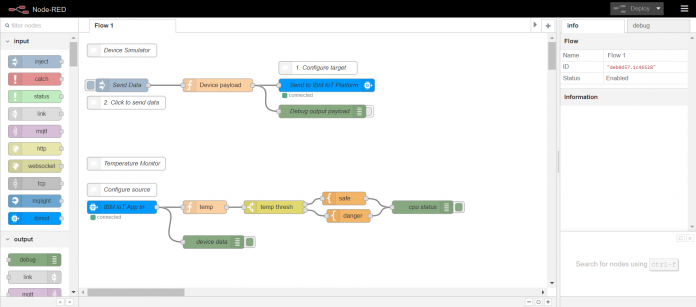 Node-RED
Deploy
filter nodes
Flow 1
info
debug
input
inject
catch
status
link
mqtt
http
websocket
tcp
mqlight
ibmiot
output
debug
link
mqtt
Device Simulator
1. Configure target
Send Data
Device payload
Send to IBM IoT Platform
connected
2. Click to send data
Debug output payload
Temperature Monitor
Configure source
IBM IoT App In
connected
temp
temp thresh
safe
danger
cpu status
device data
Flow
Name
Flow 1
ID
Status
Enabled
Information
Search for nodes using ctrl-f